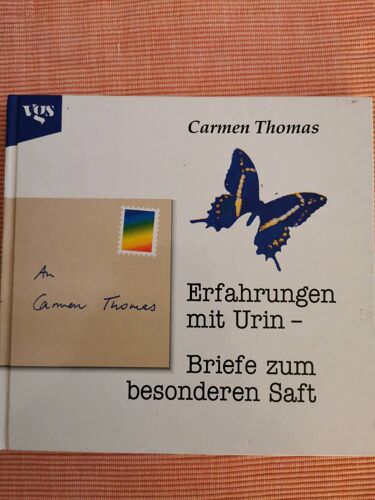 vgs
Carmen Thomas
An
Carmen Thomas
Erfahrungen
mit Urin –
Briefe zum
besonderen Saft